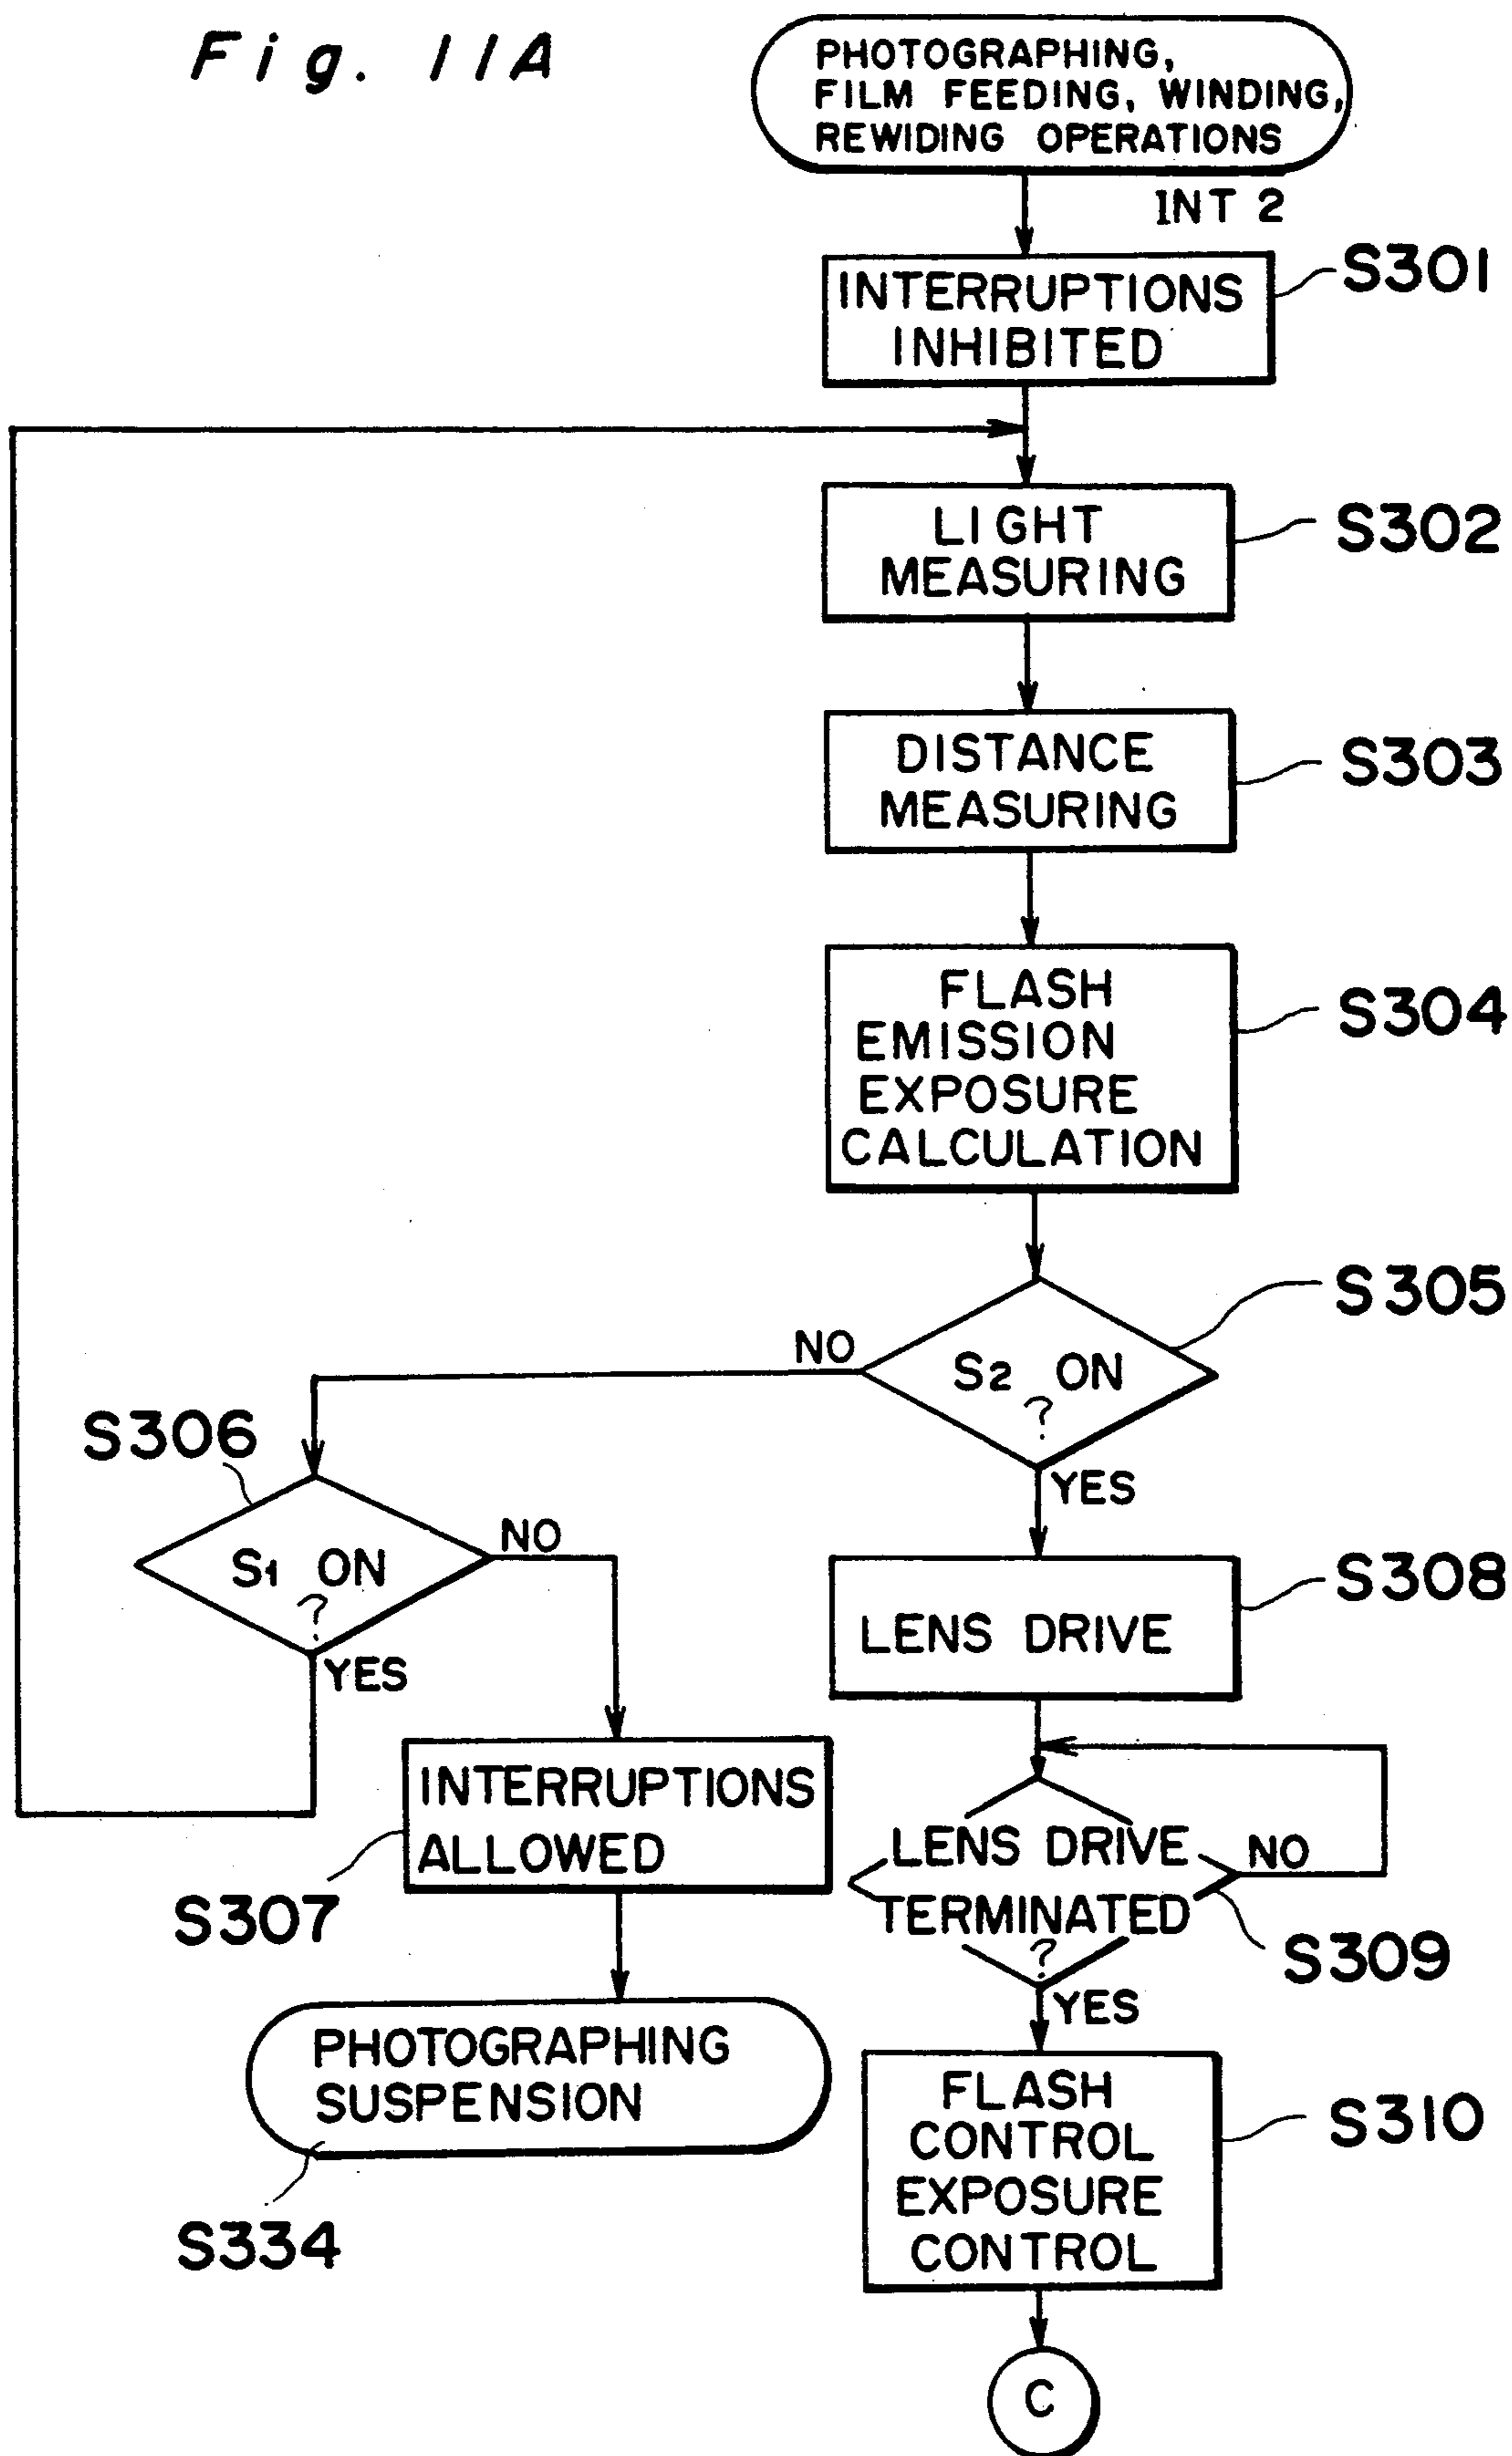 Fig. 11A
PHOTOGRAPHING,
FILM FEEDING, WINDING,
REWIDING OPERATIONS
INT 2
INTERRUPTIONS
INHIBITED
S301
LIGHT
MEASURING
S302
DISTANCE
MEASURING
S303
FLASH
EMISSION
EXPOSURE
CALCULATION
S304
S305
NO
S2 ON
?
YES
S306
NO
S1 ON
?
YES
LENS DRIVE
S308
INTERRUPTIONS
ALLOWED
S307
LENS DRIVE
TERMINATED
?
NO
S309
YES
PHOTOGRAPHING
SUSPENSION
S334
FLASH
CONTROL
EXPOSURE
CONTROL
S310
C